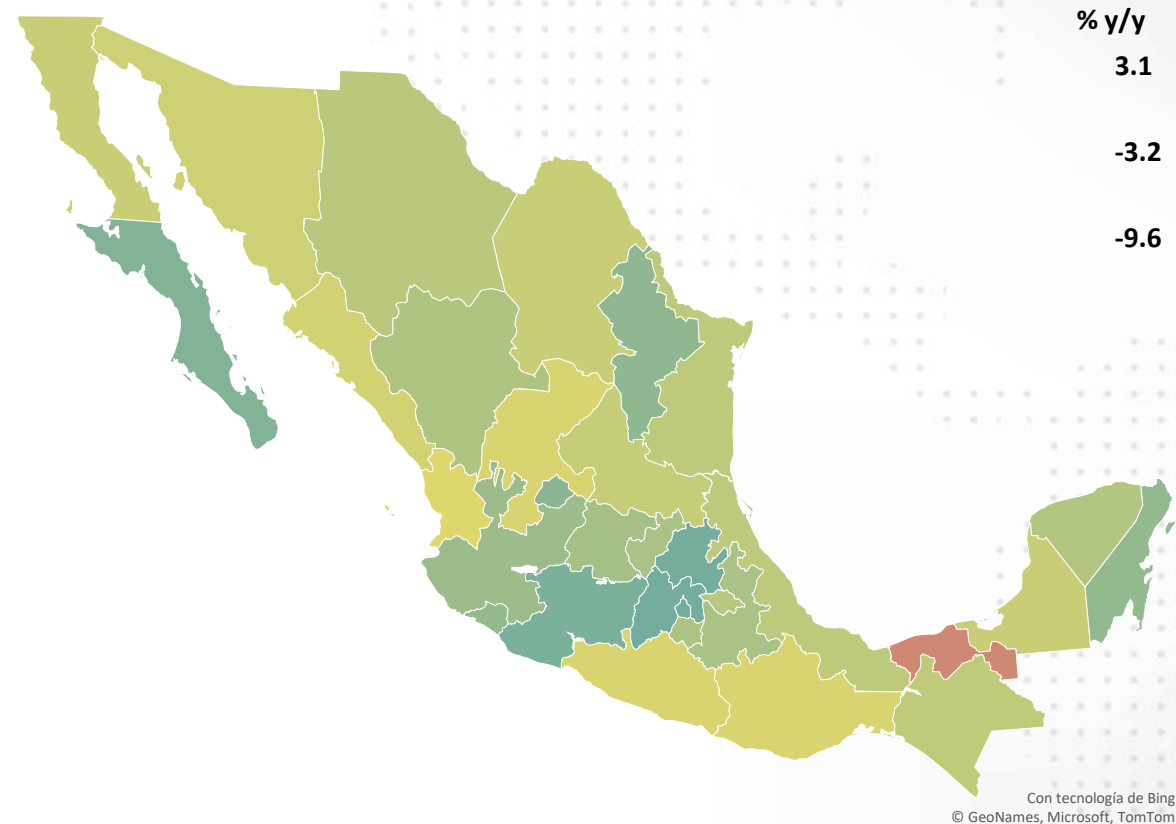 % y/y
3.1
-3.2
-9.6
Con tecnología de Bing
© GeoNames, Microsoft, TomTom